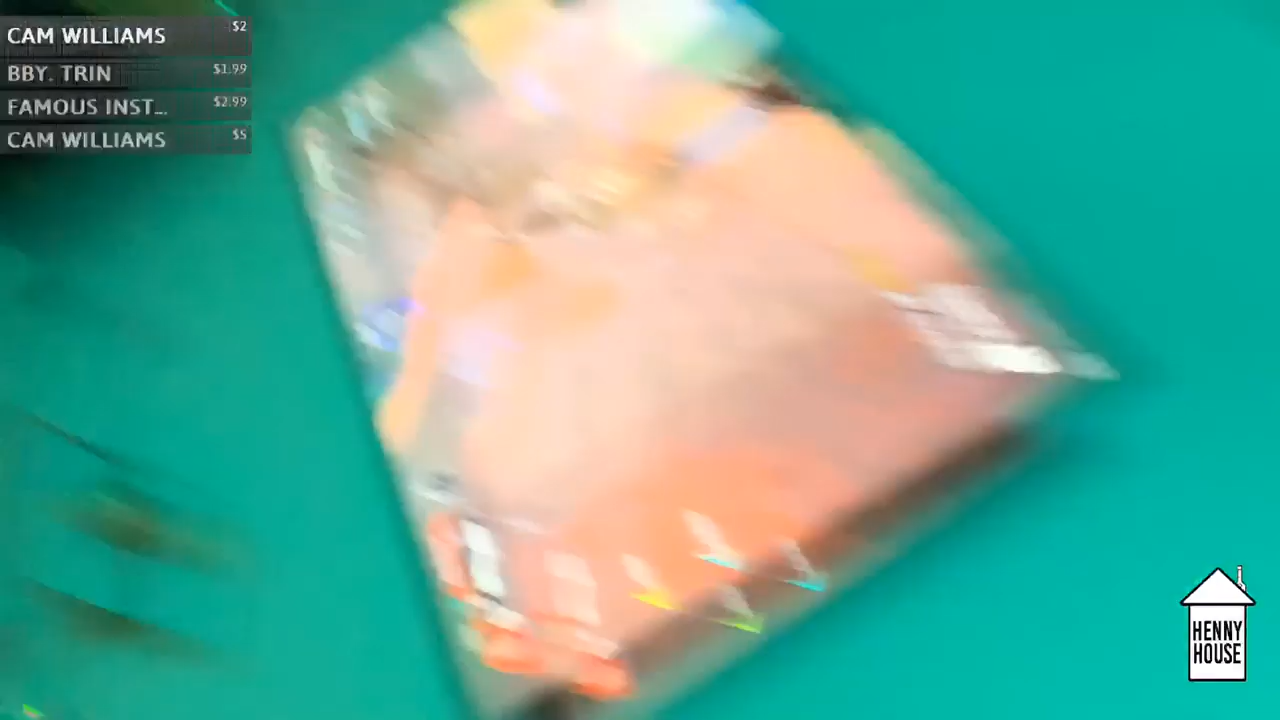 CAM WILLIAMS $2
BBY. TRIN $1.99
FAMOUS INST... $2.99
CAM WILLIAMS $5
HENNY
HOUSE